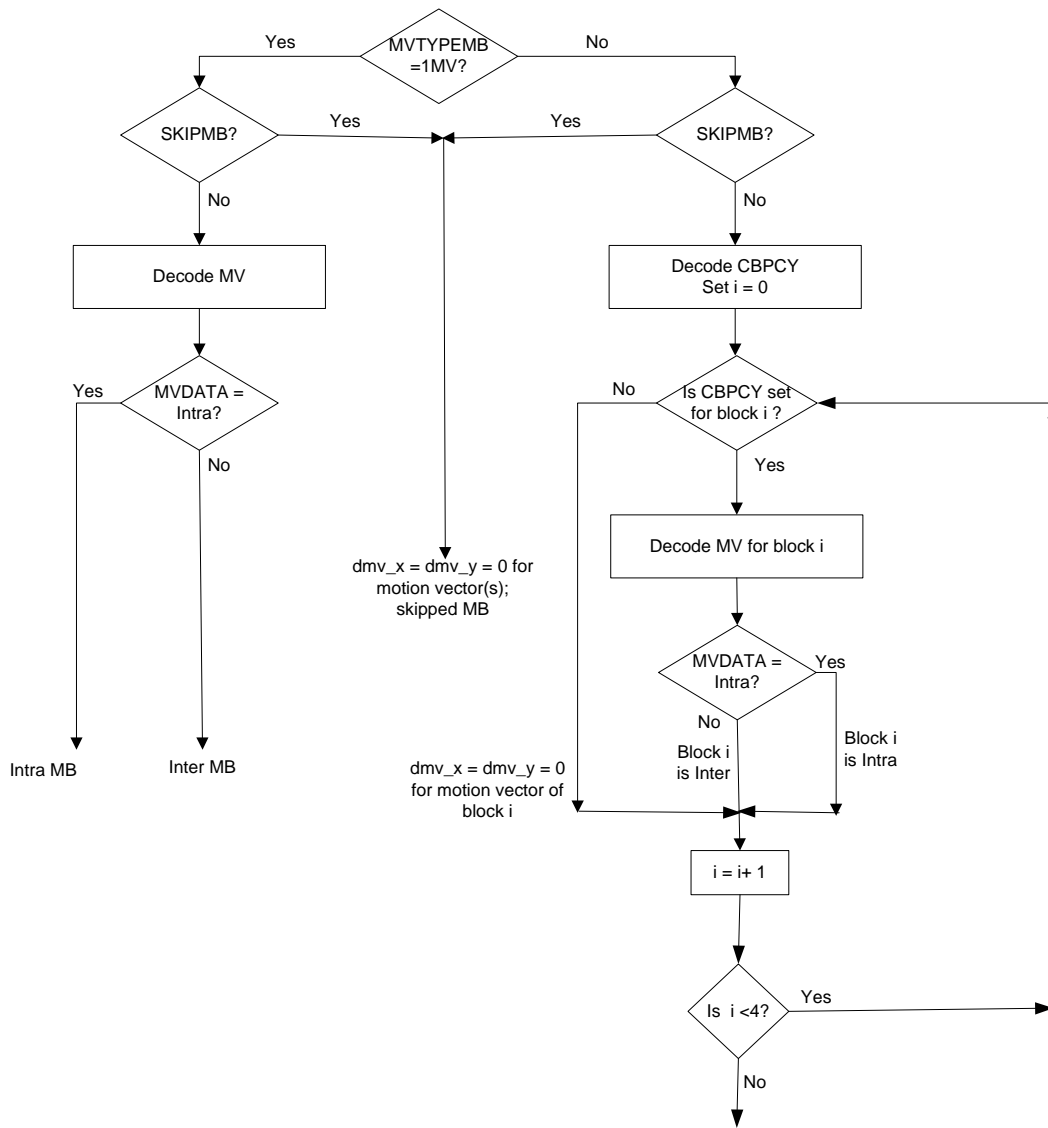 Yes
MVTYPEMB
=1MV?
No
SKIPMB?
Yes
Yes
SKIPMB?
No
No
Decode MV
Decode CBPCY
Set i = 0
Yes
MVDATA =
Intra?
No
No
Is CBPCY set
for block i ?
Yes
Decode MV for block i
dmv_x = dmv_y = 0 for
motion vector(s);
skipped MB
MVDATA =
Intra?
Yes
No
Block i
is Inter
Block i
is Intra
Intra MB
Inter MB
dmv_x = dmv_y = 0
for motion vector of
block i
i = i+ 1
Is i <4?
Yes
No